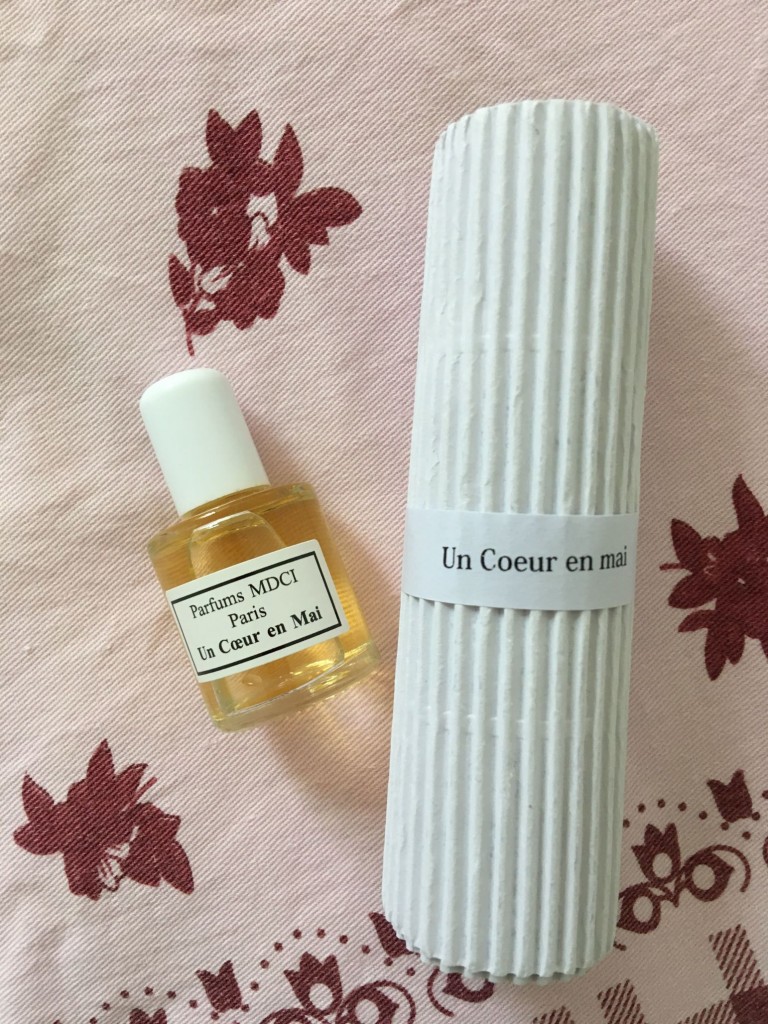 Parfums MDCI
Paris
Un Cœur en Mai
Un Coeur en mai